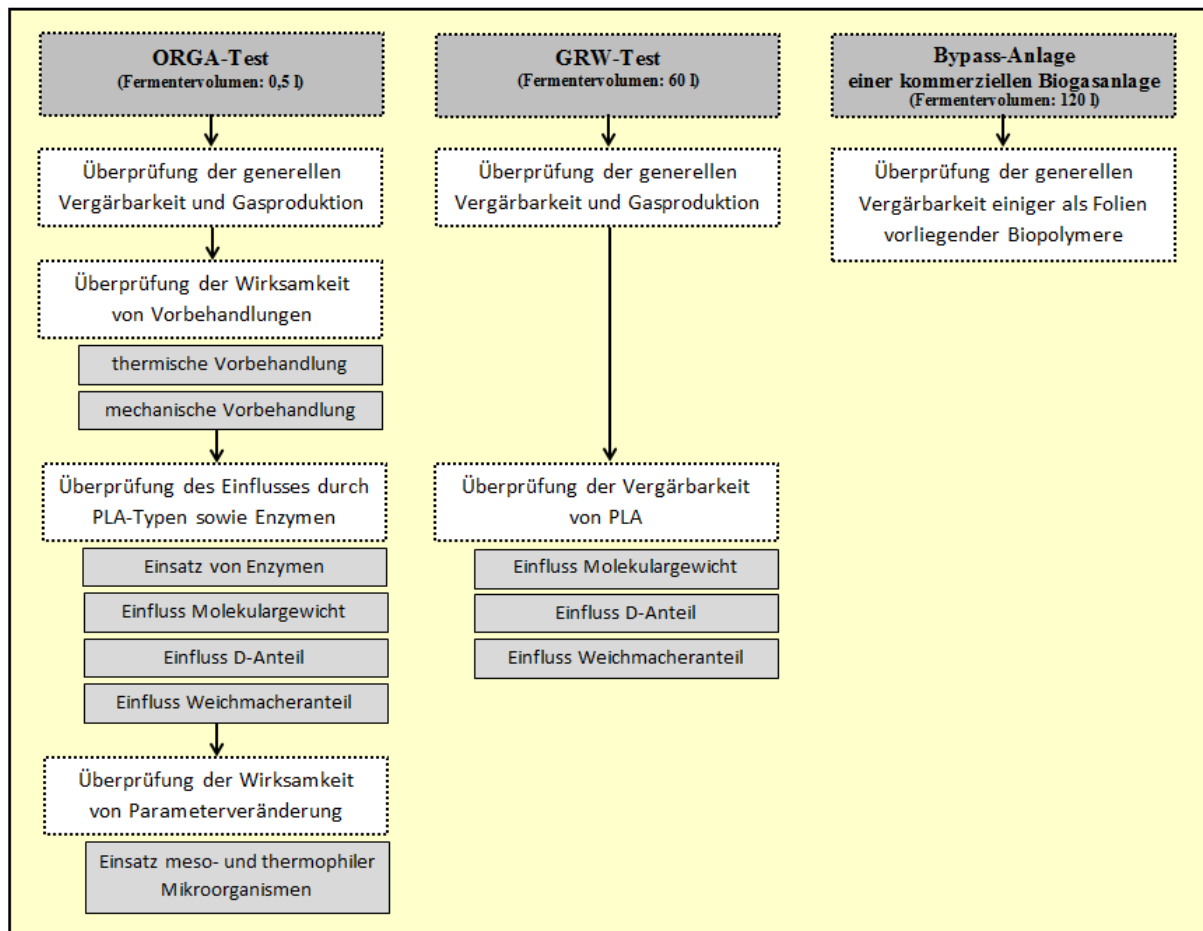 ORGA-Test
(Fermentervolumen: 0,5 l)
Überprüfung der generellen
Vergärbarkeit und Gasproduktion
Überprüfung der Wirksamkeit
von Vorbehandlungen
thermische Vorbehandlung
mechanische Vorbehandlung
Überprüfung des Einflusses durch
PLA-Typen sowie Enzymen
Einsatz von Enzymen
Einfluss Molekulargewicht
Einfluss D-Anteil
Einfluss Weichmacheranteil
Überprüfung der Wirksamkeit
von Parameterveränderung
Einsatz meso- und thermophiler
Mikroorganismen
GRW-Test
(Fermentervolumen: 60 l)
Überprüfung der generellen
Vergärbarkeit und Gasproduktion
Überprüfung der Vergärbarkeit
von PLA
Einfluss Molekulargewicht
Einfluss D-Anteil
Einfluss Weichmacheranteil
Bypass-Anlage
einer kommerziellen Biogasanlage
(Fermentervolumen: 120 l)
Überprüfung der generellen
Vergärbarkeit einiger als Folien
vorliegender Biopolymere